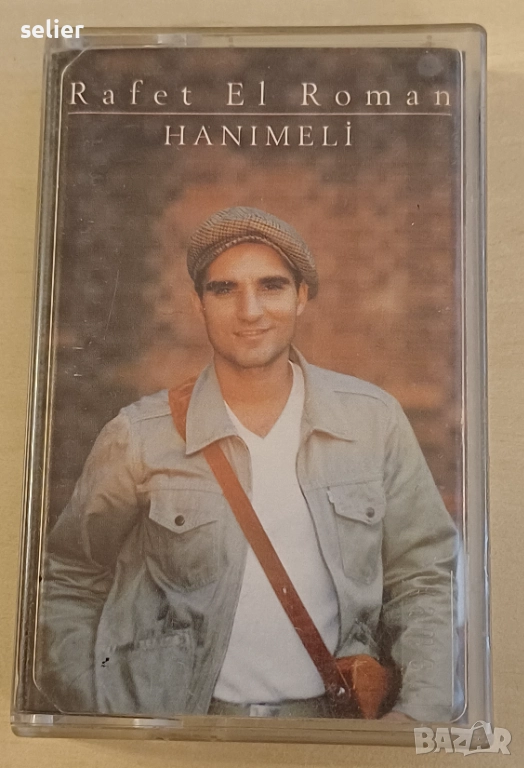 selier
Rafet El Roman
HANIMELİ
BAZAR